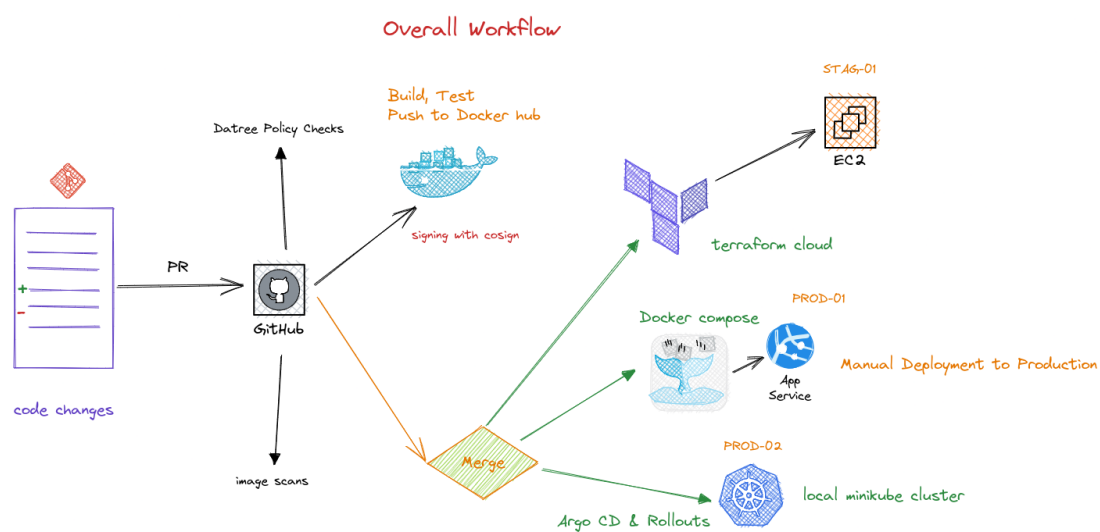 Overall Workflow
STAG-01
Build, Test
Push to Docker hub
Datree Policy Checks
EC2
signing with cosign
terraform cloud
PR
+
-
GitHub
PROD-01
Docker compose
Manual Deployment to Production
App
Service
code changes
Merge
PROD-02
image scans
local minikube cluster
Argo CD & Rollouts